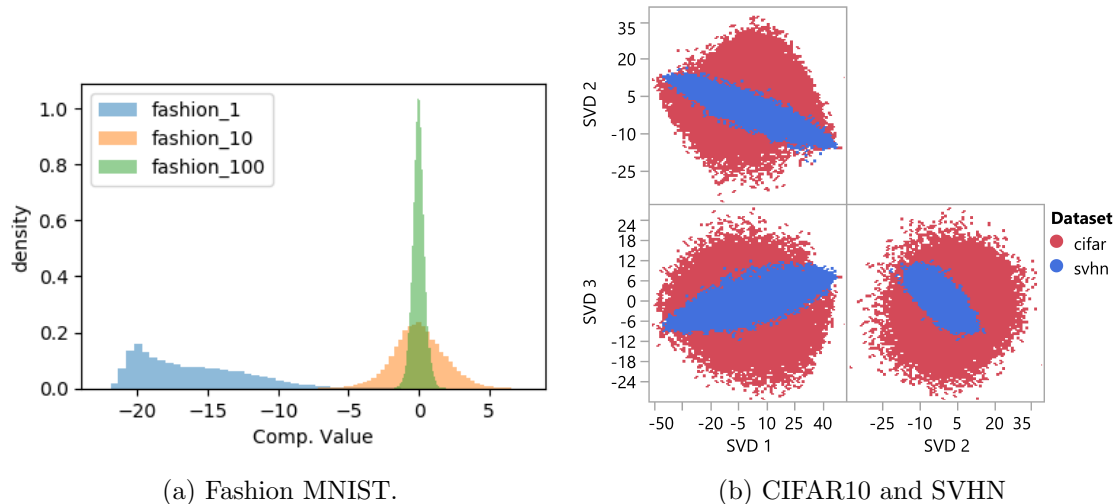 fashion_1
fashion_10
fashion_100
1.0
0.8
0.6
0.4
0.2
0.0
density
−20 −15 −10 −5 0 5
Comp. Value
(a) Fashion MNIST.
35
20
5
-10
-25
SVD 2
24
18
12
6
0
-6
-12
-18
-24
SVD 3
-50 -35 -20 -5 10 25 40
SVD 1
-25 -10 5 20 35
SVD 2
Dataset
cifar
svhn
(b) CIFAR10 and SVHN